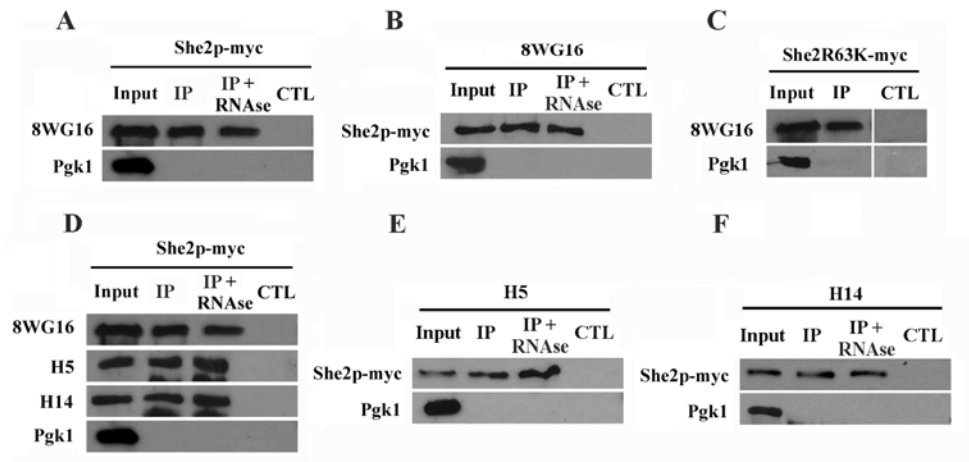 A
She2p-myc
Input IP IP + RNAse CTL
8WG16
Pgk1
B
8WG16
Input IP IP + RNAse CTL
She2p-myc
Pgk1
C
She2R63K-myc
Input IP CTL
8WG16
Pgk1
D
She2p-myc
Input IP IP + RNAse CTL
8WG16
H5
H14
Pgk1
E
H5
Input IP IP + RNAse CTL
She2p-myc
Pgk1
F
H14
Input IP IP + RNAse CTL
She2p-myc
Pgk1